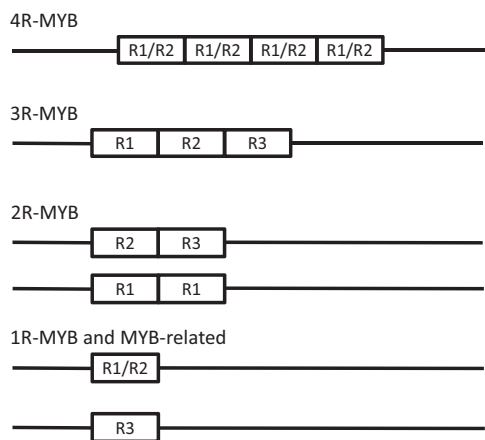 4R-MYB
R1/R2 R1/R2 R1/R2 R1/R2
3R-MYB
R1 R2 R3
2R-MYB
R2 R3
R1 R1
1R-MYB and MYB-related
R1/R2
R3